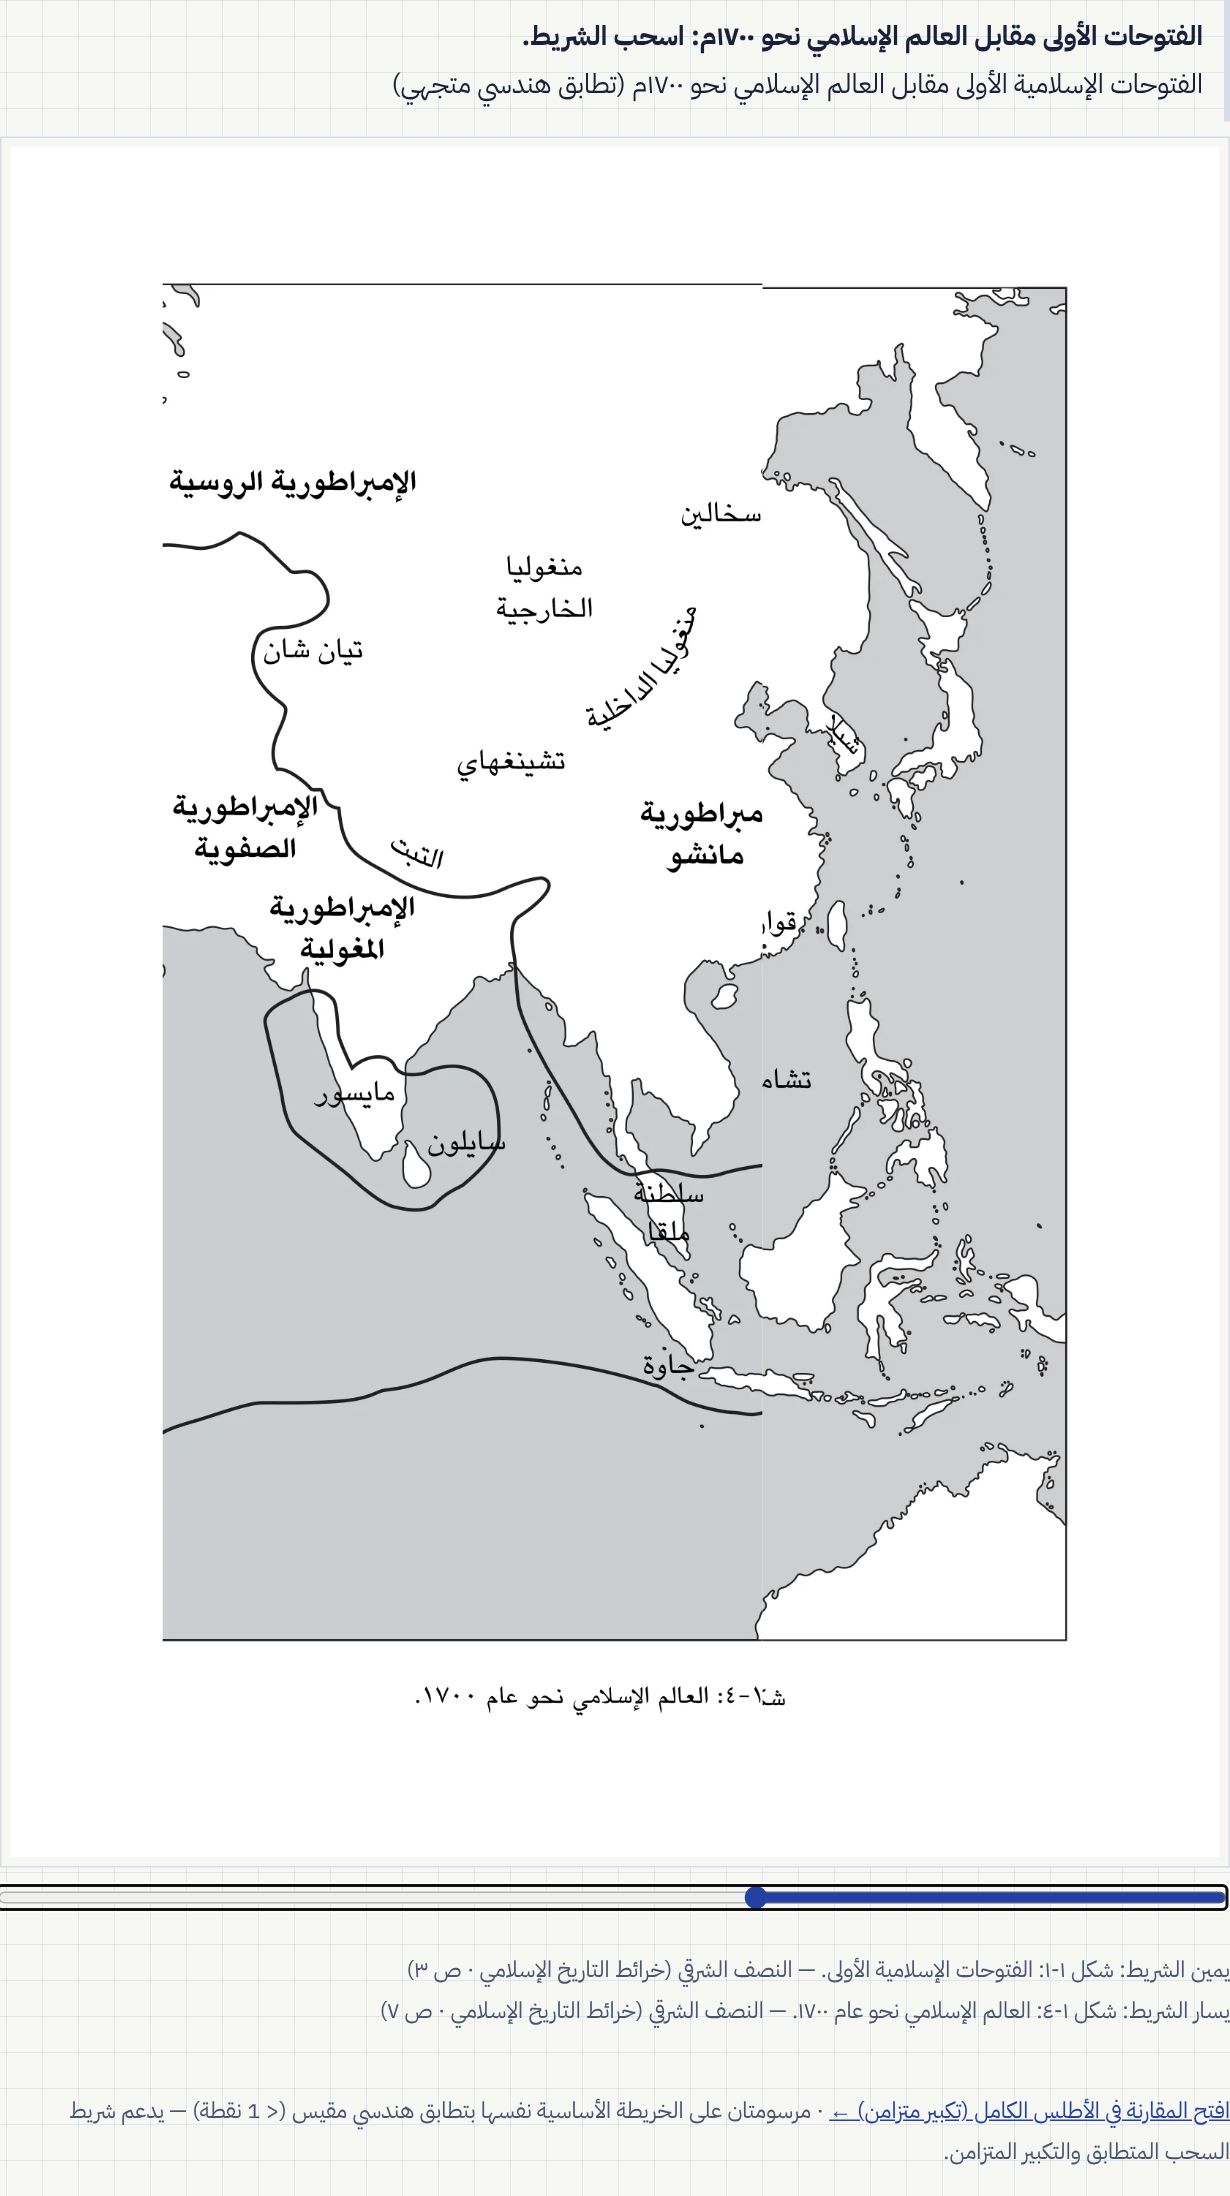 الفتوحات الأولى مقابل العالم الإسلامي نحو ١٧٠٠م: اسحب الشريط.
الفتوحات الإسلامية الأولى مقابل العالم الإسلامي نحو ١٧٠٠م (تطابق هندسي متجهي)
الإمبراطورية الروسية
سخالين
منغوليا
الخارجية
منغوليا الداخلية
تيان شان
شيلا
تشينغهاي
الإمبراطورية
الصفوية
مبراطورية
مانشو
التبت
الإمبراطورية
المغولية
قوار
تشام
مايسور
سايلون
سلطنة
ملقا
جاوة
شـ١-٤: العالم الإسلامي نحو عام ١٧٠٠.
يمين الشريط: شكل ١-١: الفتوحات الإسلامية الأولى. — النصف الشرقي (خرائط التاريخ الإسلامي · ص ٣)
يسار الشريط: شكل ١-٤: العالم الإسلامي نحو عام ١٧٠٠. — النصف الشرقي (خرائط التاريخ الإسلامي · ص ٧)
افتح المقارنة في الأطلس الكامل (تكبير متزامن) ← · مرسومتان على الخريطة الأساسية نفسها بتطابق هندسي مقيس (< 1 نقطة) — يدعم شريط
السحب المتطابق والتكبير المتزامن.